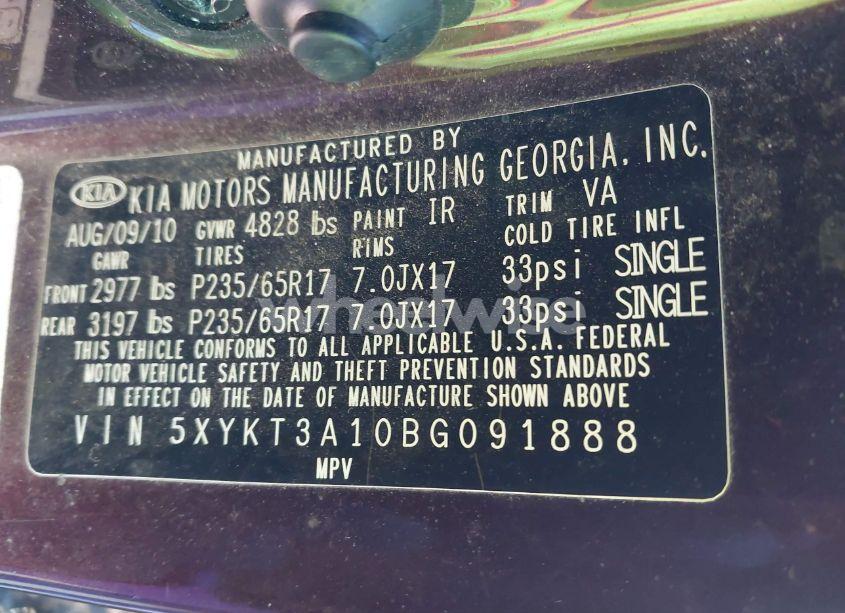 MANUFACTURED BY
KIA KIA MOTORS MANUFACTURING GEORGIA, INC.
AUG/09/10 GVWR 4828 lbs PAINT IR TRIM VA
GAWR TIRES RIMS COLD TIRE INFL
FRONT 2977 lbs P235/65R17 7.0JX17 33psi SINGLE
REAR 3197 lbs P235/65R17 7.0JX17 33psi SINGLE
wheelwire
THIS VEHICLE CONFORMS TO ALL APPLICABLE U.S.A. FEDERAL
MOTOR VEHICLE SAFETY AND THEFT PREVENTION STANDARDS
IN EFFECT ON THE DATE OF MANUFACTURE SHOWN ABOVE
VIN 5XYKT3A10BG091888
MPV